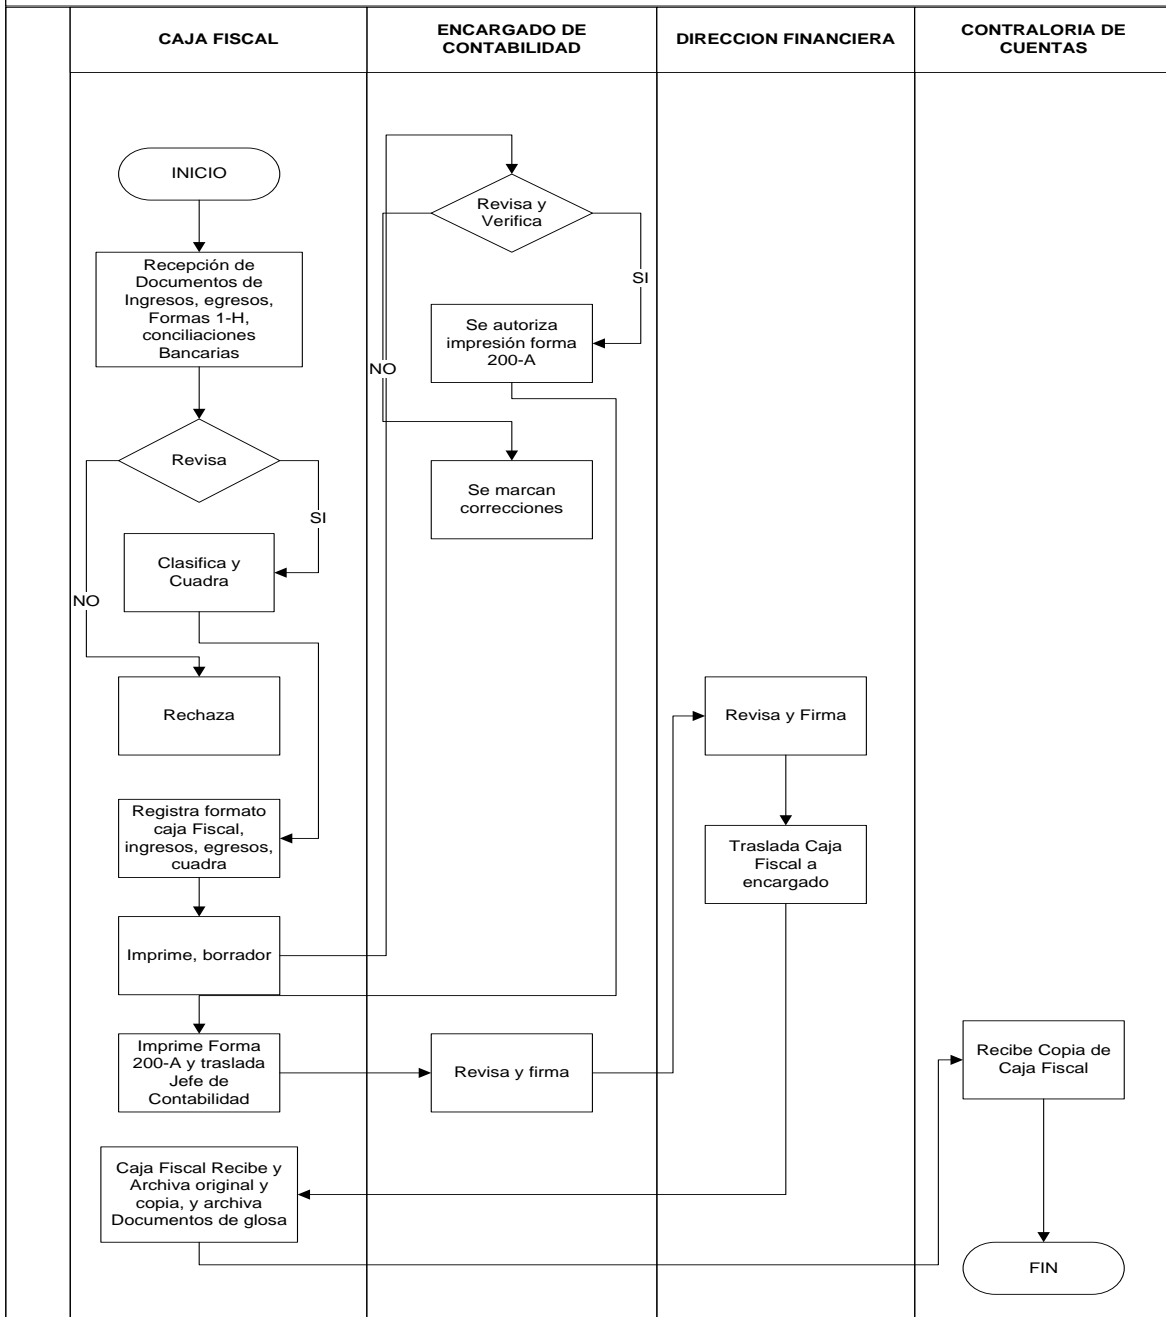 CAJA FISCAL
ENCARGADO DE
CONTABILIDAD
DIRECCION FINANCIERA
CONTRALORIA DE
CUENTAS
INICIO
Recepción de
Documentos de
Ingresos, egresos,
Formas 1-H,
conciliaciones
Bancarias
Revisa
SI
NO
Clasifica y
Cuadra
Rechaza
Registra formato
caja Fiscal,
ingresos, egresos,
cuadra
Imprime, borrador
Imprime Forma
200-A y traslada
Jefe de
Contabilidad
Caja Fiscal Recibe y
Archiva original y
copia, y archiva
Documentos de glosa
Revisa y
Verifica
SI
NO
Se autoriza
impresión forma
200-A
Se marcan
correcciones
Revisa y firma
Revisa y Firma
Traslada Caja
Fiscal a
encargado
Recibe Copia de
Caja Fiscal
FIN